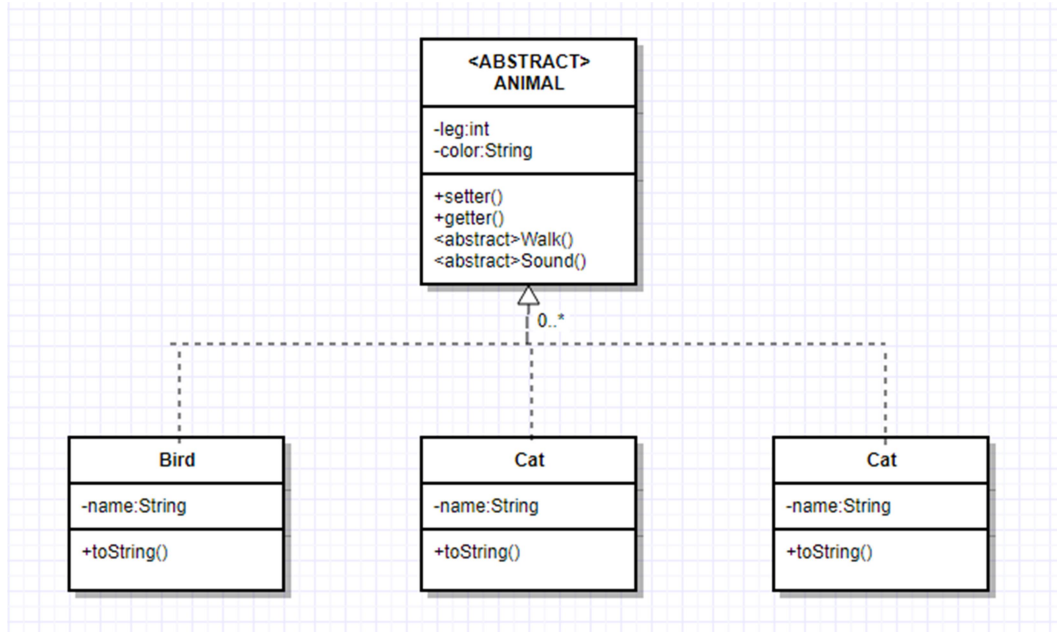 <ABSTRACT>
ANIMAL
-leg:int
-color:String
+setter()
+getter()
<abstract>Walk()
<abstract>Sound()
0..*
Bird
-name:String
+toString()
Cat
-name:String
+toString()
Cat
-name:String
+toString()